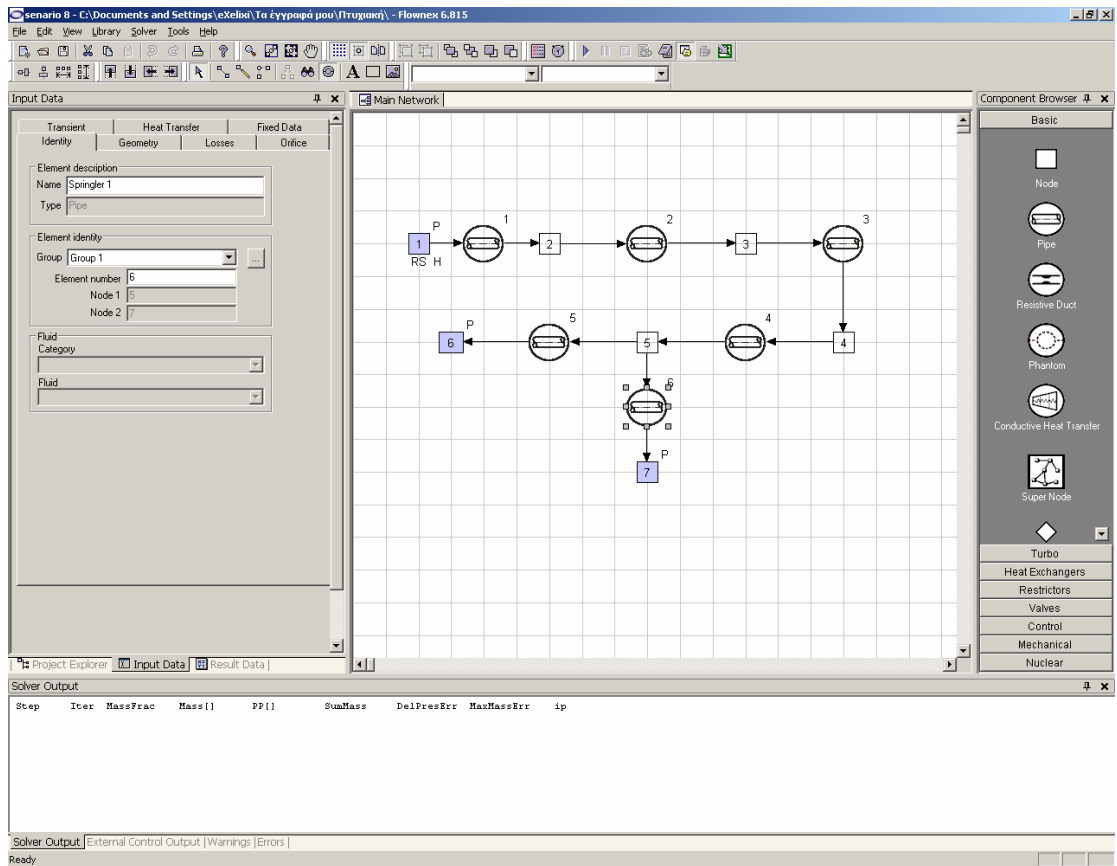 senario 8 - C:\Documents and Settings\eXelixi\Τα έγγραφά μου\Πτυχιακή\ - Flownex 6.815
File Edit View Library Solver Tools Help
Input Data
Main Network
Component Browser
Transient Heat Transfer Fixed Data
Identity Geometry Losses Orifice
Element description
Name Springler 1
Type Pipe
Element identity
Group Group 1 ...
Element number 6
Node 1 5
Node 2 7
Fluid
Category
Fluid
P 1 2 3
1 2 3
RS H
P 5 4
6 5 4
6
P
7
Basic
Node
Pipe
Resistive Duct
Phantom
Conductive Heat Transfer
Super Node
Turbo
Heat Exchangers
Restrictors
Valves
Control
Mechanical
Nuclear
Project Explorer Input Data Result Data
Solver Output
Step Iter MassFrac Mass[] PP[] SumMass DelPresErr MaxMassErr ip
Solver Output External Control Output Warnings Errors
Ready